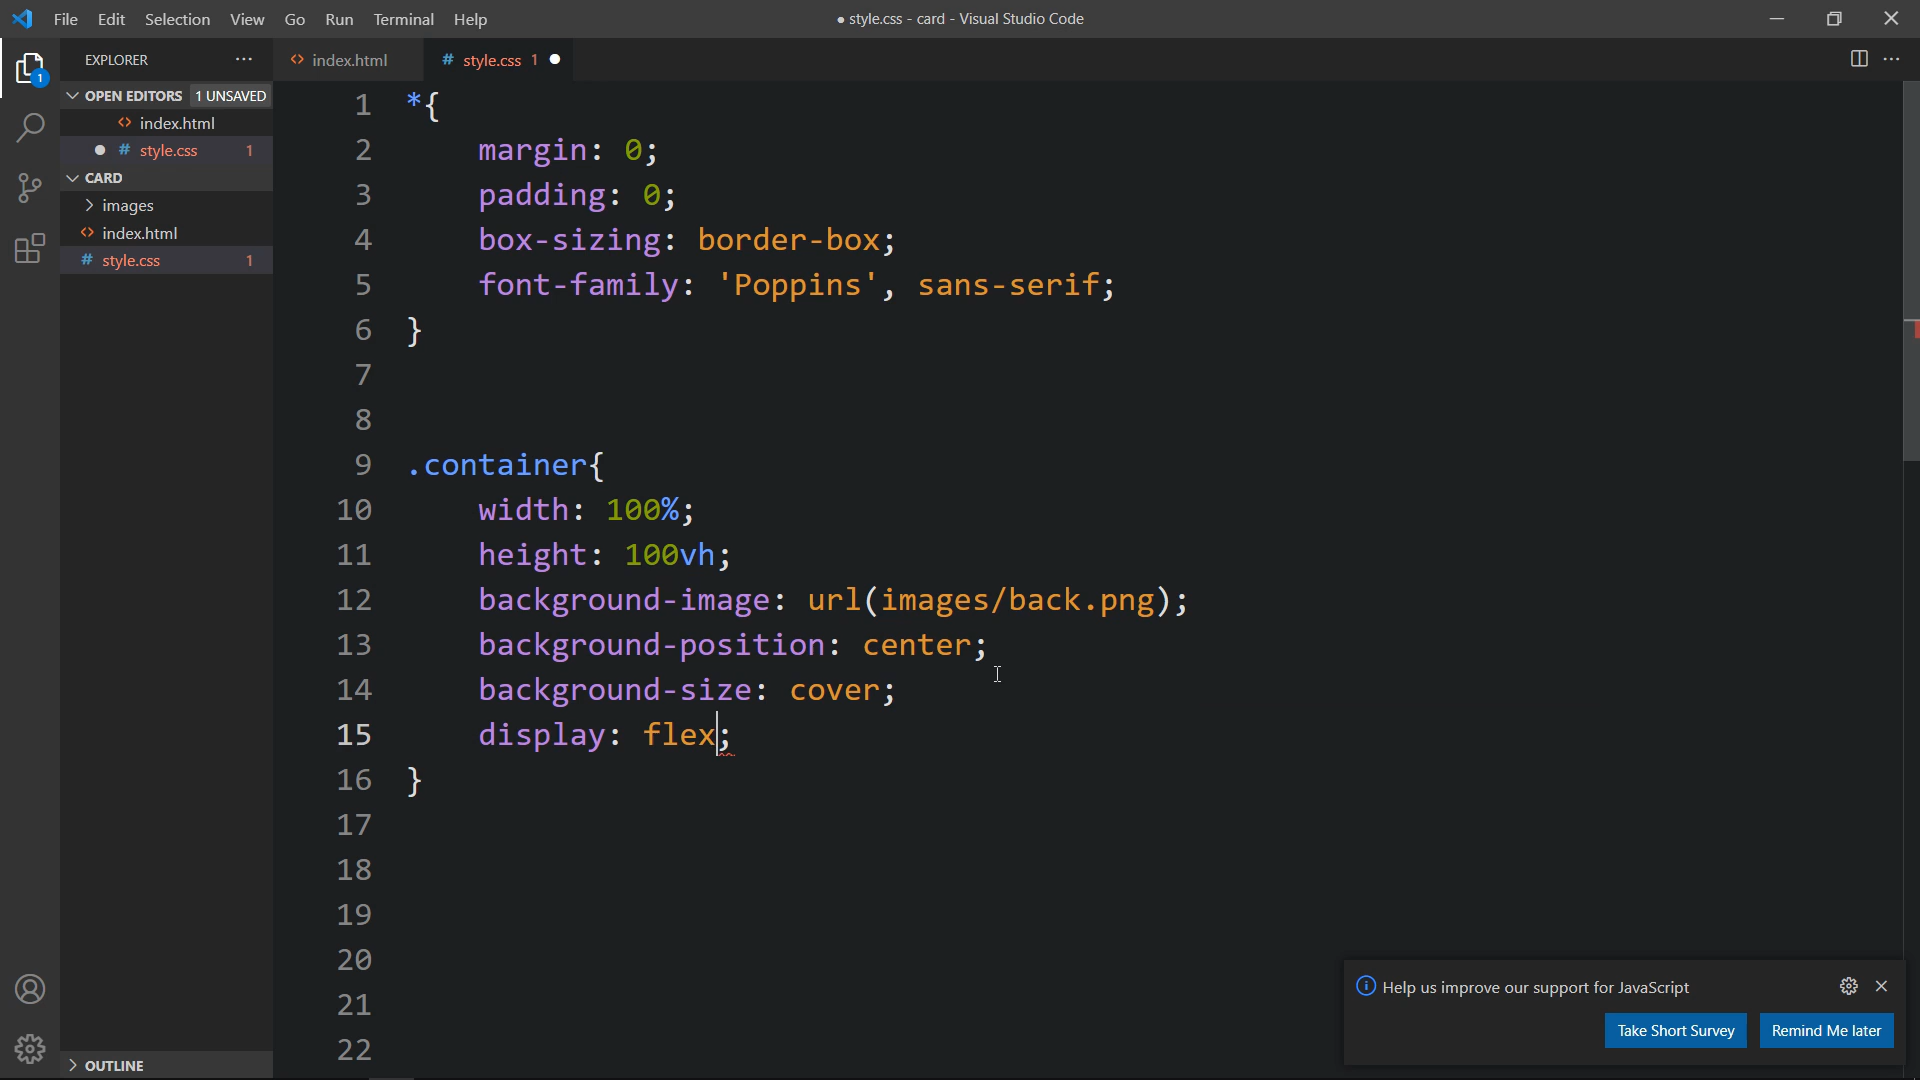 File Edit Selection View Go Run Terminal Help
● style.css - card - Visual Studio Code
EXPLORER ···
<> index.html
# style.css 1 ●
1
OPEN EDITORS 1 UNSAVED
<> index.html
● # style.css 1
CARD
> images
<> index.html
# style.css 1
OUTLINE
1 *{
2 margin: 0;
3 padding: 0;
4 box-sizing: border-box;
5 font-family: 'Poppins', sans-serif;
6 }
7
8
9 .container{
10 width: 100%;
11 height: 100vh;
12 background-image: url(images/back.png);
13 background-position: center;
14 background-size: cover;
15 display: flex;
16 }
17
18
19
20
21
22
Help us improve our support for JavaScript
Take Short Survey Remind Me later